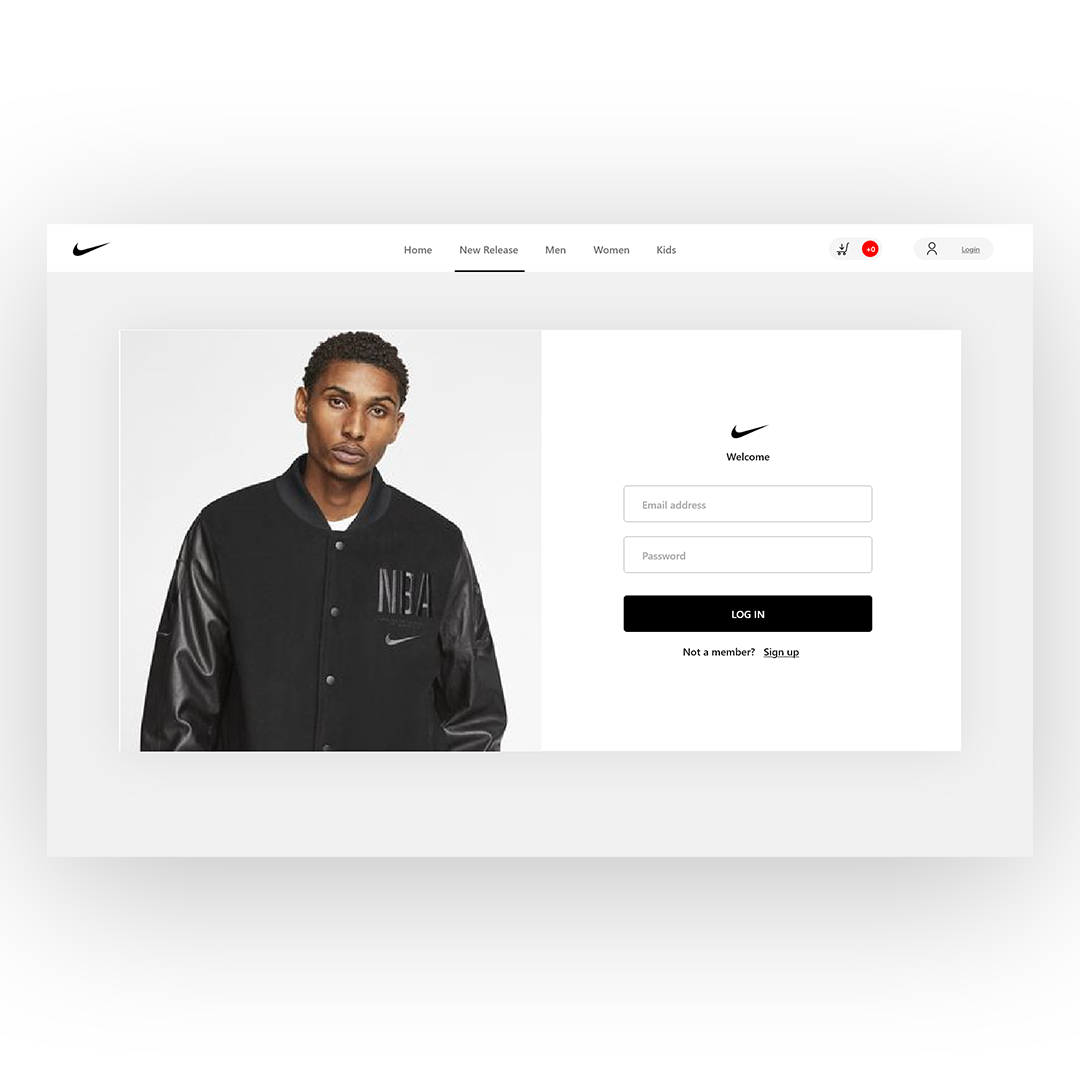 Home New Release Men Women Kids +0 Login
Welcome
Email address
Password
LOG IN
Not a member? Sign up
NBA